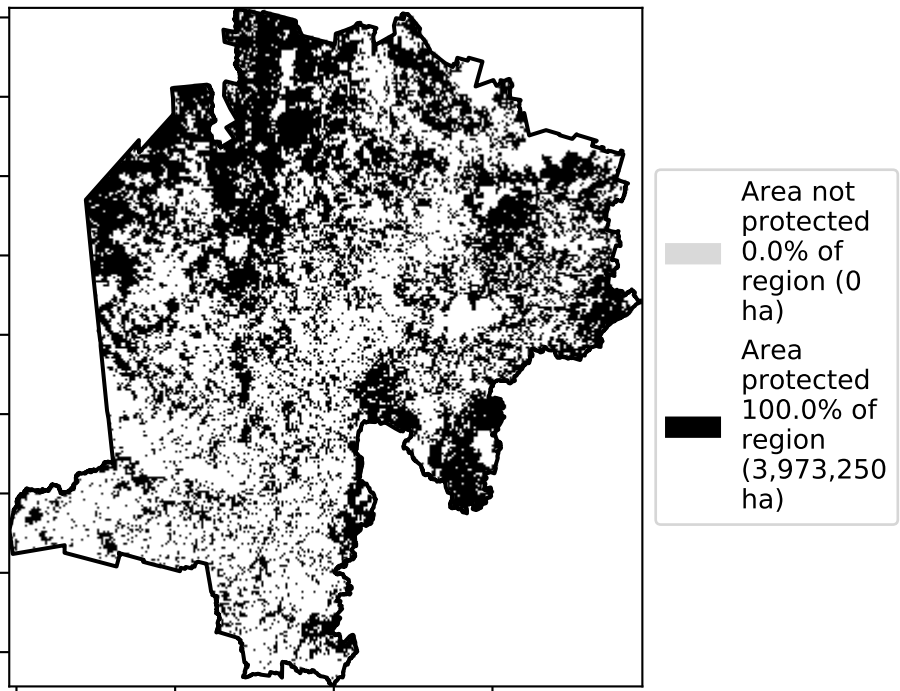 Area not
protected
0.0% of
region (0
ha)
Area
protected
100.0% of
region
(3,973,250
ha)